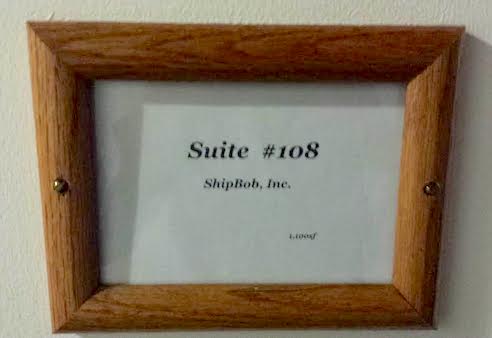 Suite #108
ShipBob, Inc.
1,100sf